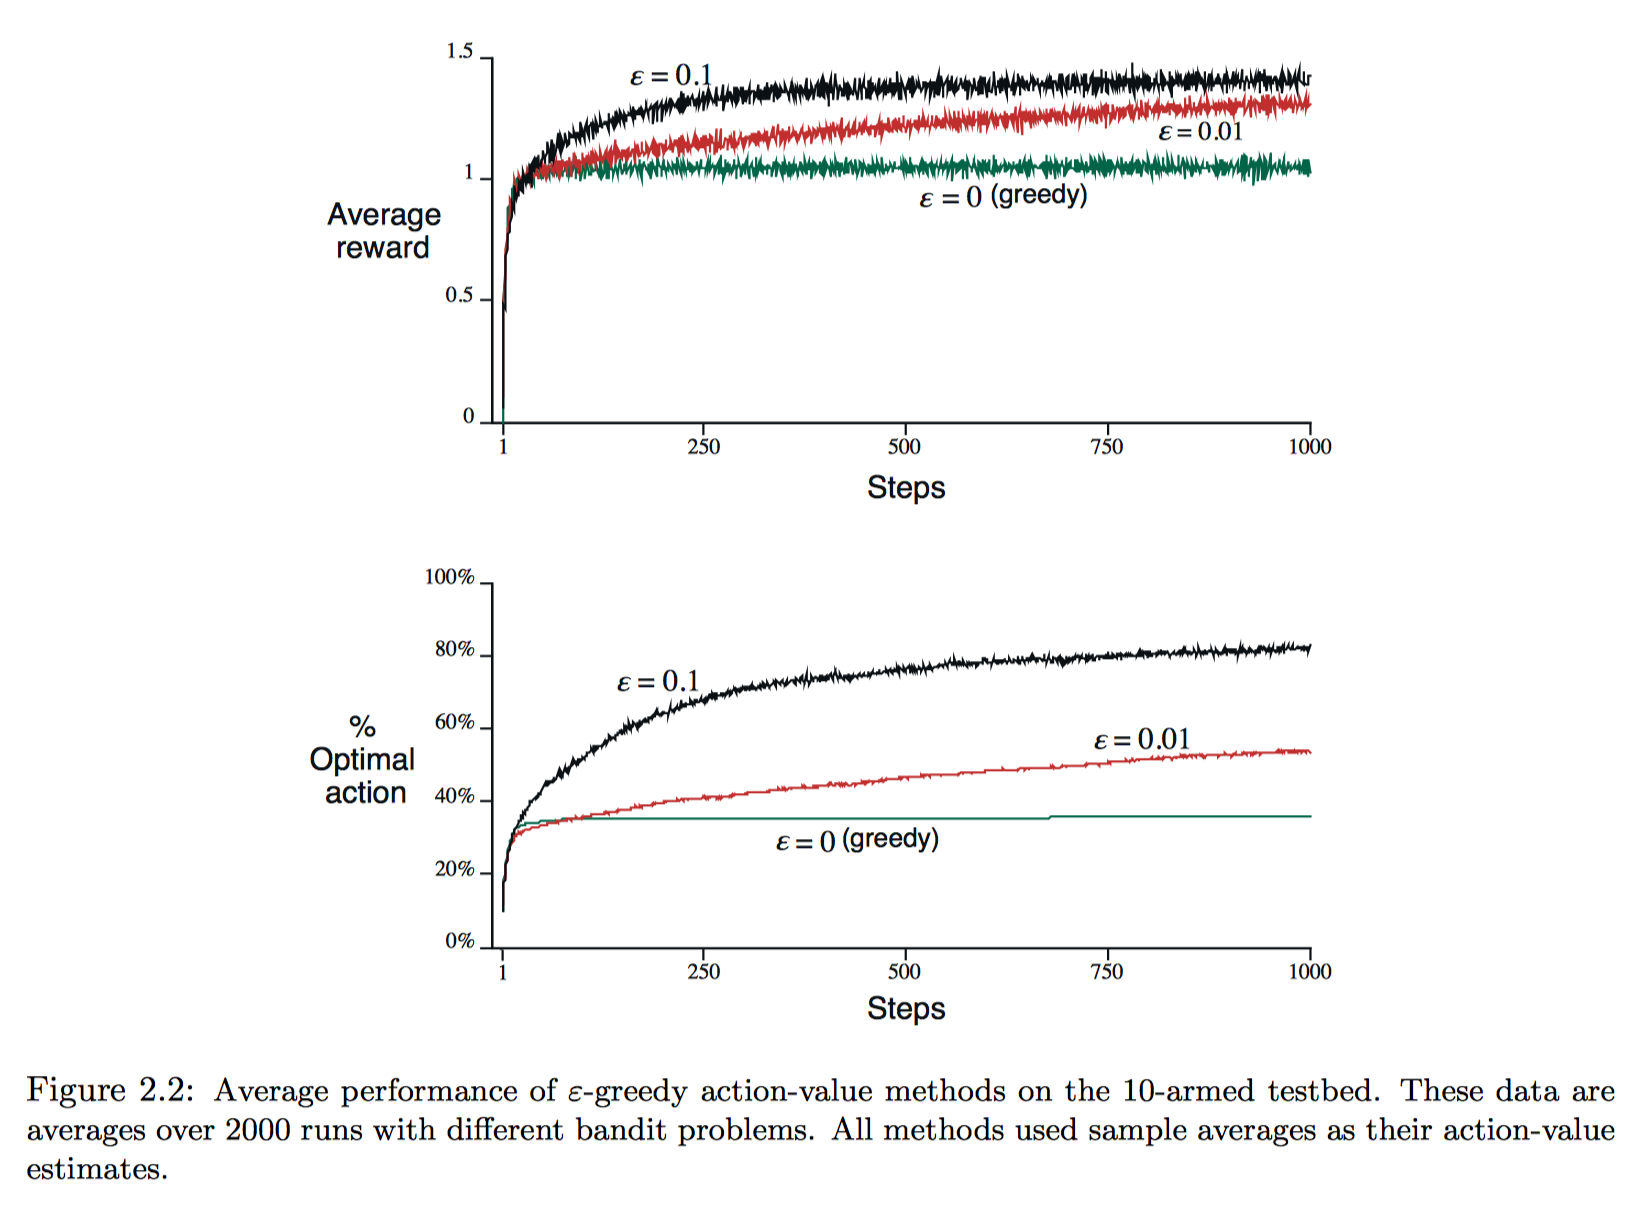 1.5
ε = 0.1
ε = 0.01
1
ε = 0 (greedy)
Average
reward
0.5
0
1 250 500 750 1000
Steps
100%
80%
ε = 0.1
%
Optimal
action
60%
ε = 0.01
40%
ε = 0 (greedy)
20%
0%
1 250 500 750 1000
Steps
Figure 2.2: Average performance of ε-greedy action-value methods on the 10-armed testbed. These data are
averages over 2000 runs with different bandit problems. All methods used sample averages as their action-value
estimates.